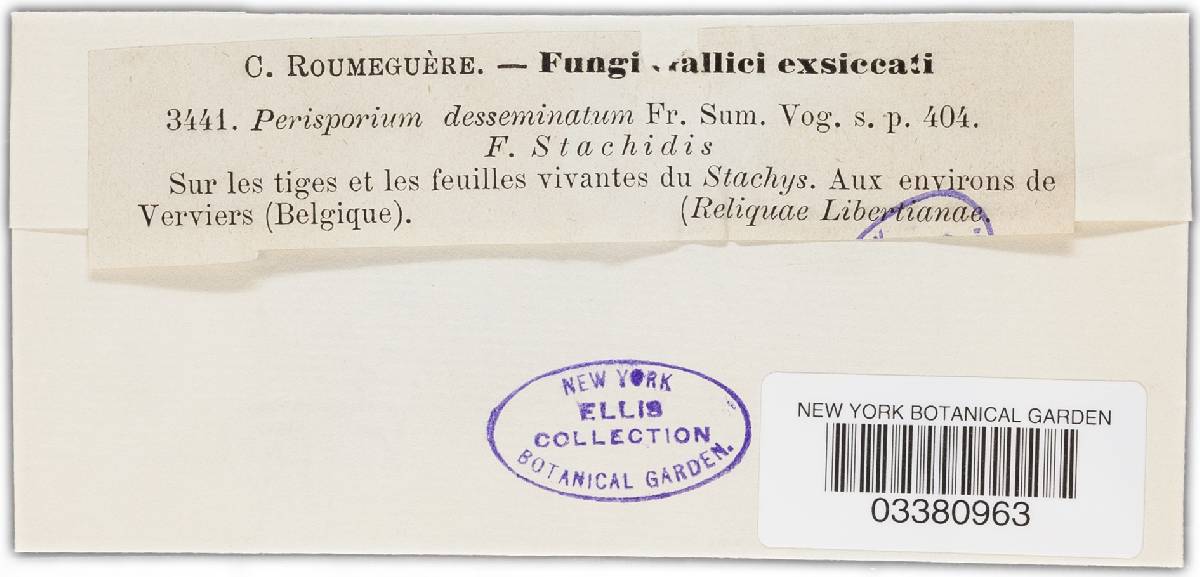 C. ROUMEGUÈRE. — Fungi allici exsiccati
3441. Perisporium desseminatum Fr. Sum. Vog. s. p. 404.
F. Stachidis
Sur les tiges et les feuilles vivantes du Stachys. Aux environs de
Verviers (Belgique). (Reliquae Libertianae.
NEW YORK
ELLIS
COLLECTION
BOTANICAL GARDEN.
NEW YORK BOTANICAL GARDEN
03380963